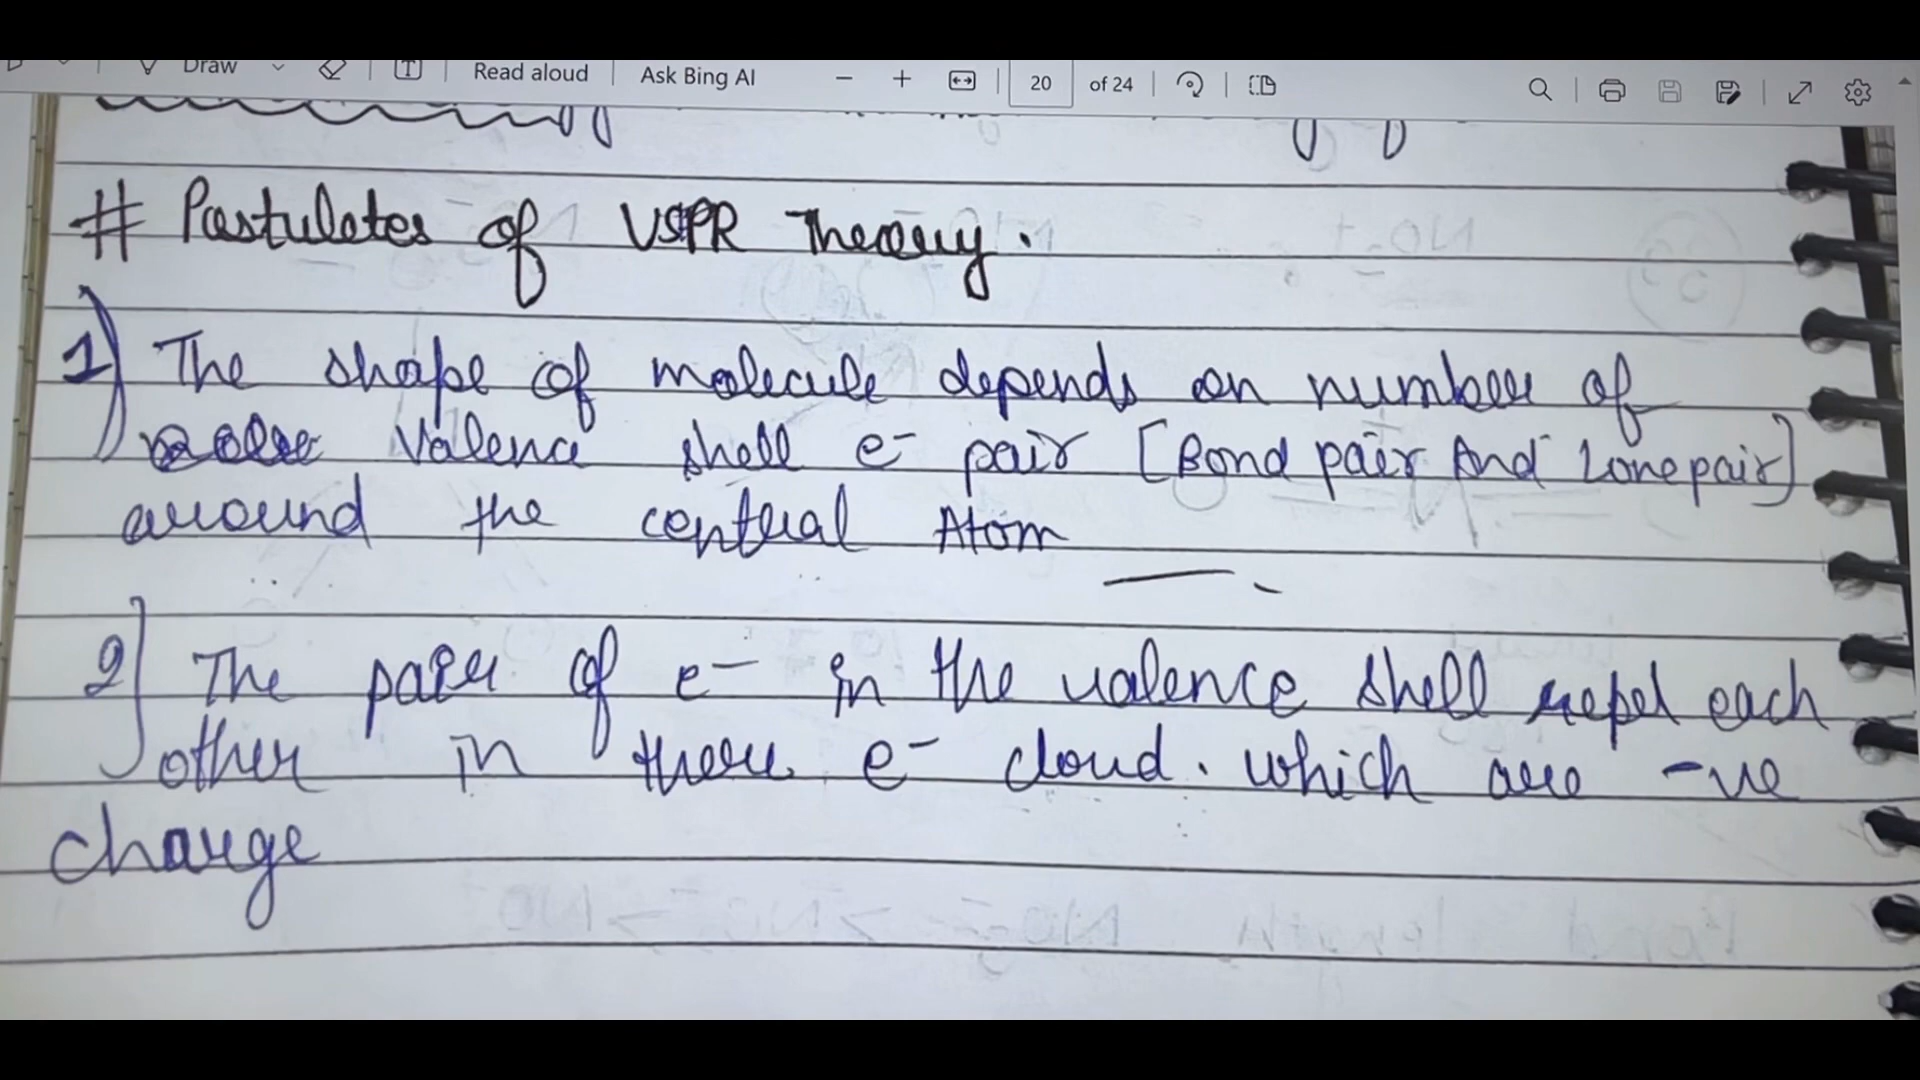 Draw
Read aloud
Ask Bing AI
20 of 24
# Postulates of VSPR Theory.
1) The shape of molecule depends on number of
valence shell e- pair [Bond pair And Lone pair]
around the central Atom
2] The pair of e- in the valence shell repel each
other in there e- cloud. which are -ve
charge